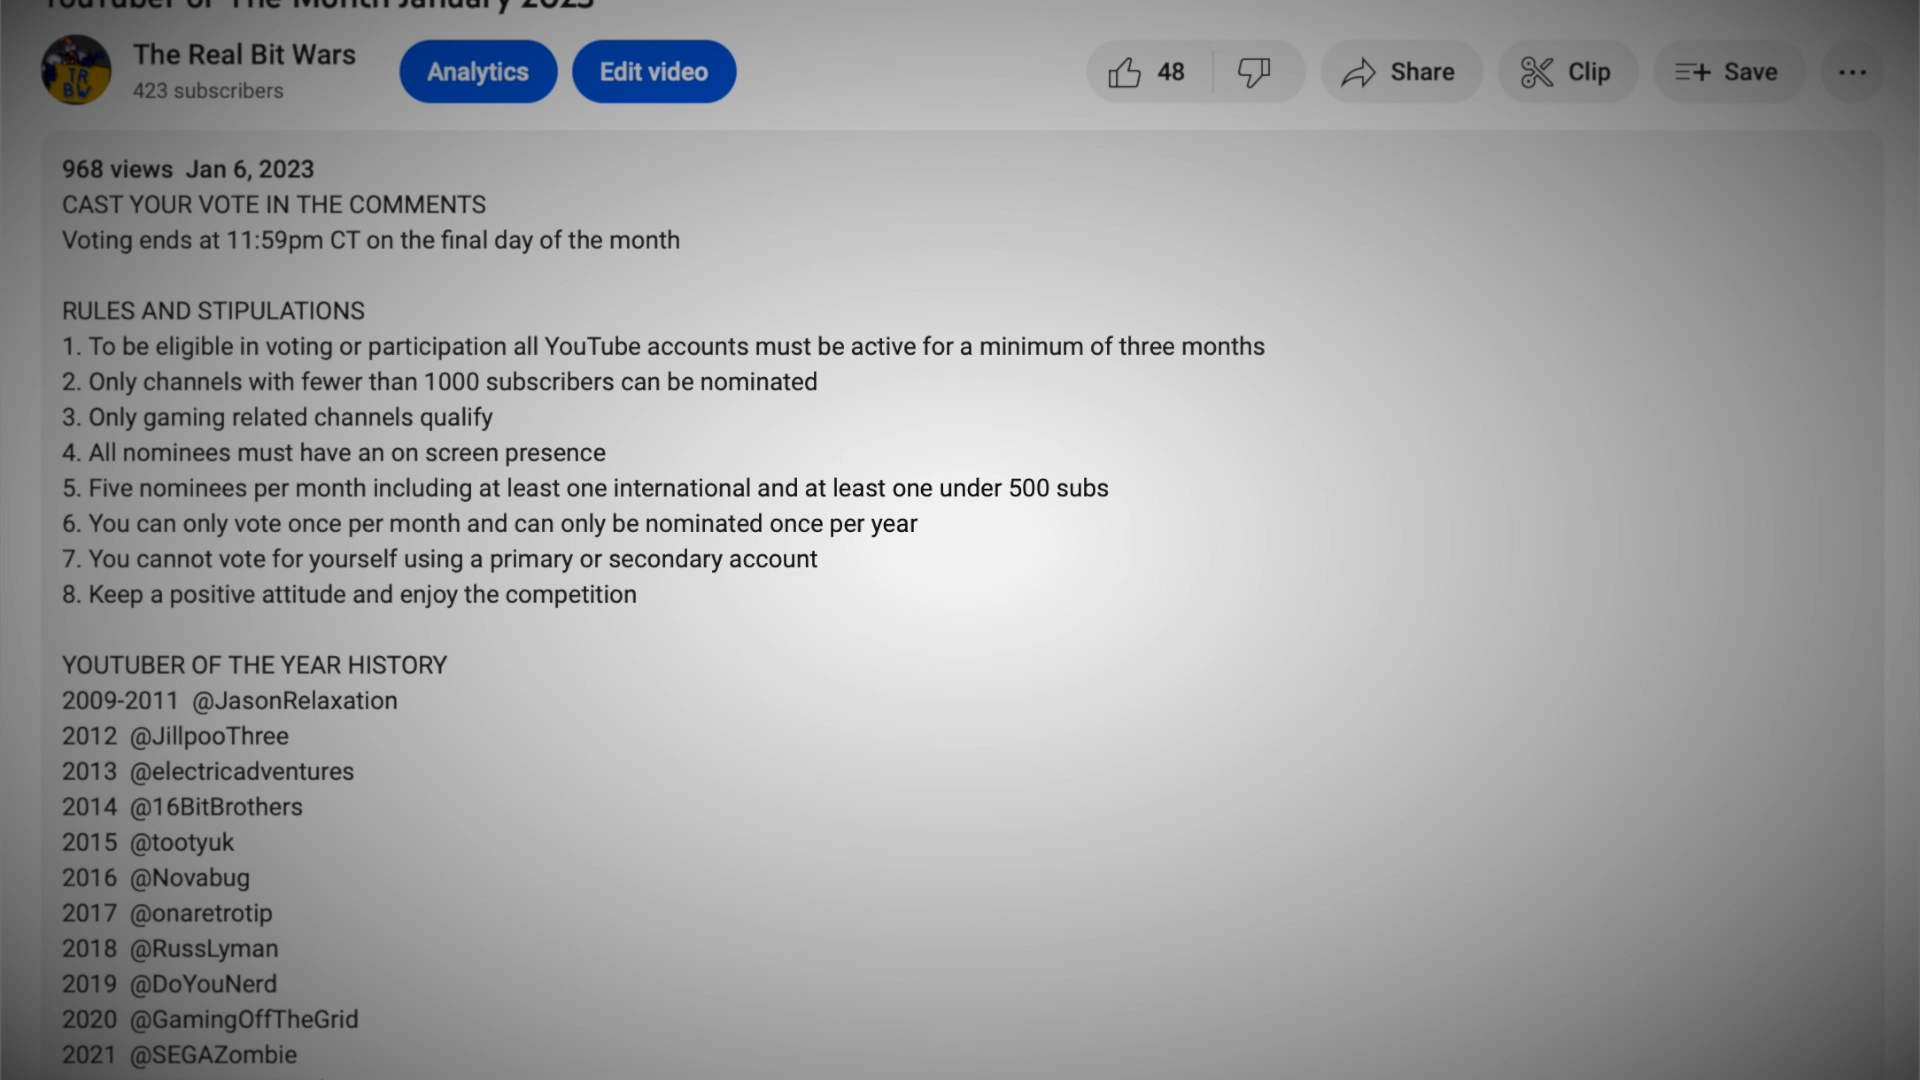 YouTuber of The Month January 2023
The Real Bit Wars
423 subscribers
Analytics
Edit video
48
Share
Clip
Save
968 views Jan 6, 2023
CAST YOUR VOTE IN THE COMMENTS
Voting ends at 11:59pm CT on the final day of the month
RULES AND STIPULATIONS
1. To be eligible in voting or participation all YouTube accounts must be active for a minimum of three months
2. Only channels with fewer than 1000 subscribers can be nominated
3. Only gaming related channels qualify
4. All nominees must have an on screen presence
5. Five nominees per month including at least one international and at least one under 500 subs
6. You can only vote once per month and can only be nominated once per year
7. You cannot vote for yourself using a primary or secondary account
8. Keep a positive attitude and enjoy the competition
YOUTUBER OF THE YEAR HISTORY
2009-2011 @JasonRelaxation
2012 @JillpooThree
2013 @electricadventures
2014 @16BitBrothers
2015 @tootyuk
2016 @Novabug
2017 @onaretrotip
2018 @RussLyman
2019 @DoYouNerd
2020 @GamingOffTheGrid
2021 @SEGAZombie